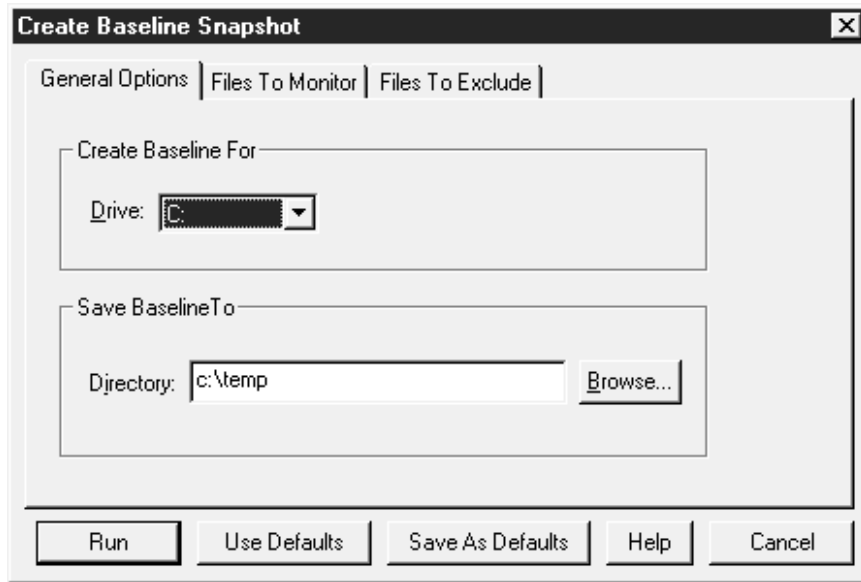 Create Baseline Snapshot
General Options Files To Monitor Files To Exclude
Create Baseline For
Drive: C:
Save BaselineTo
Directory: c:\temp Browse...
Run Use Defaults Save As Defaults Help Cancel